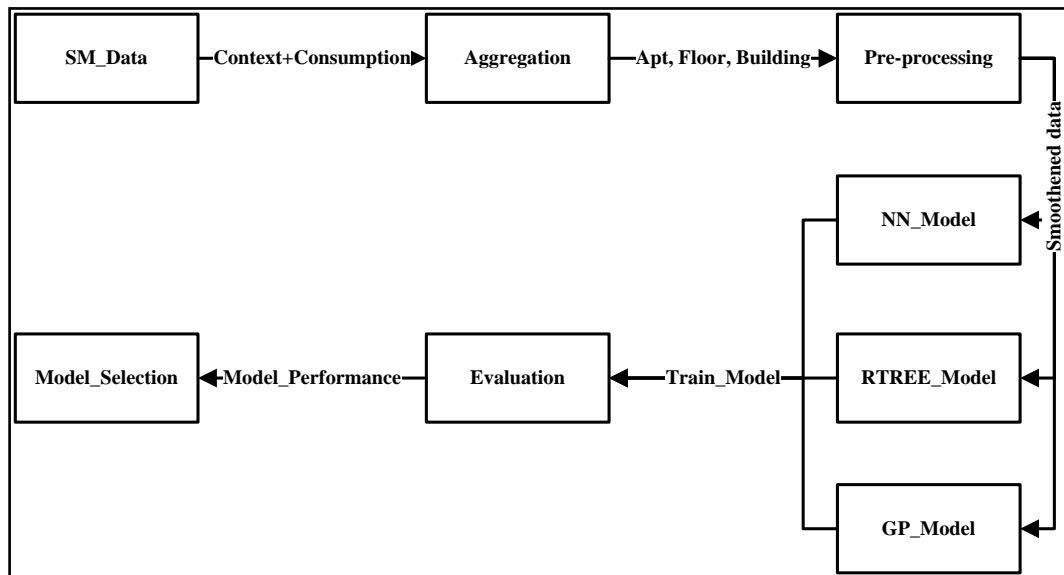 SM_Data
Context+Consumption
Aggregation
Apt, Floor, Building
Pre-processing
Smoothened data
NN_Model
RTREE_Model
Train_Model
Evaluation
Model_Performance
Model_Selection
GP_Model